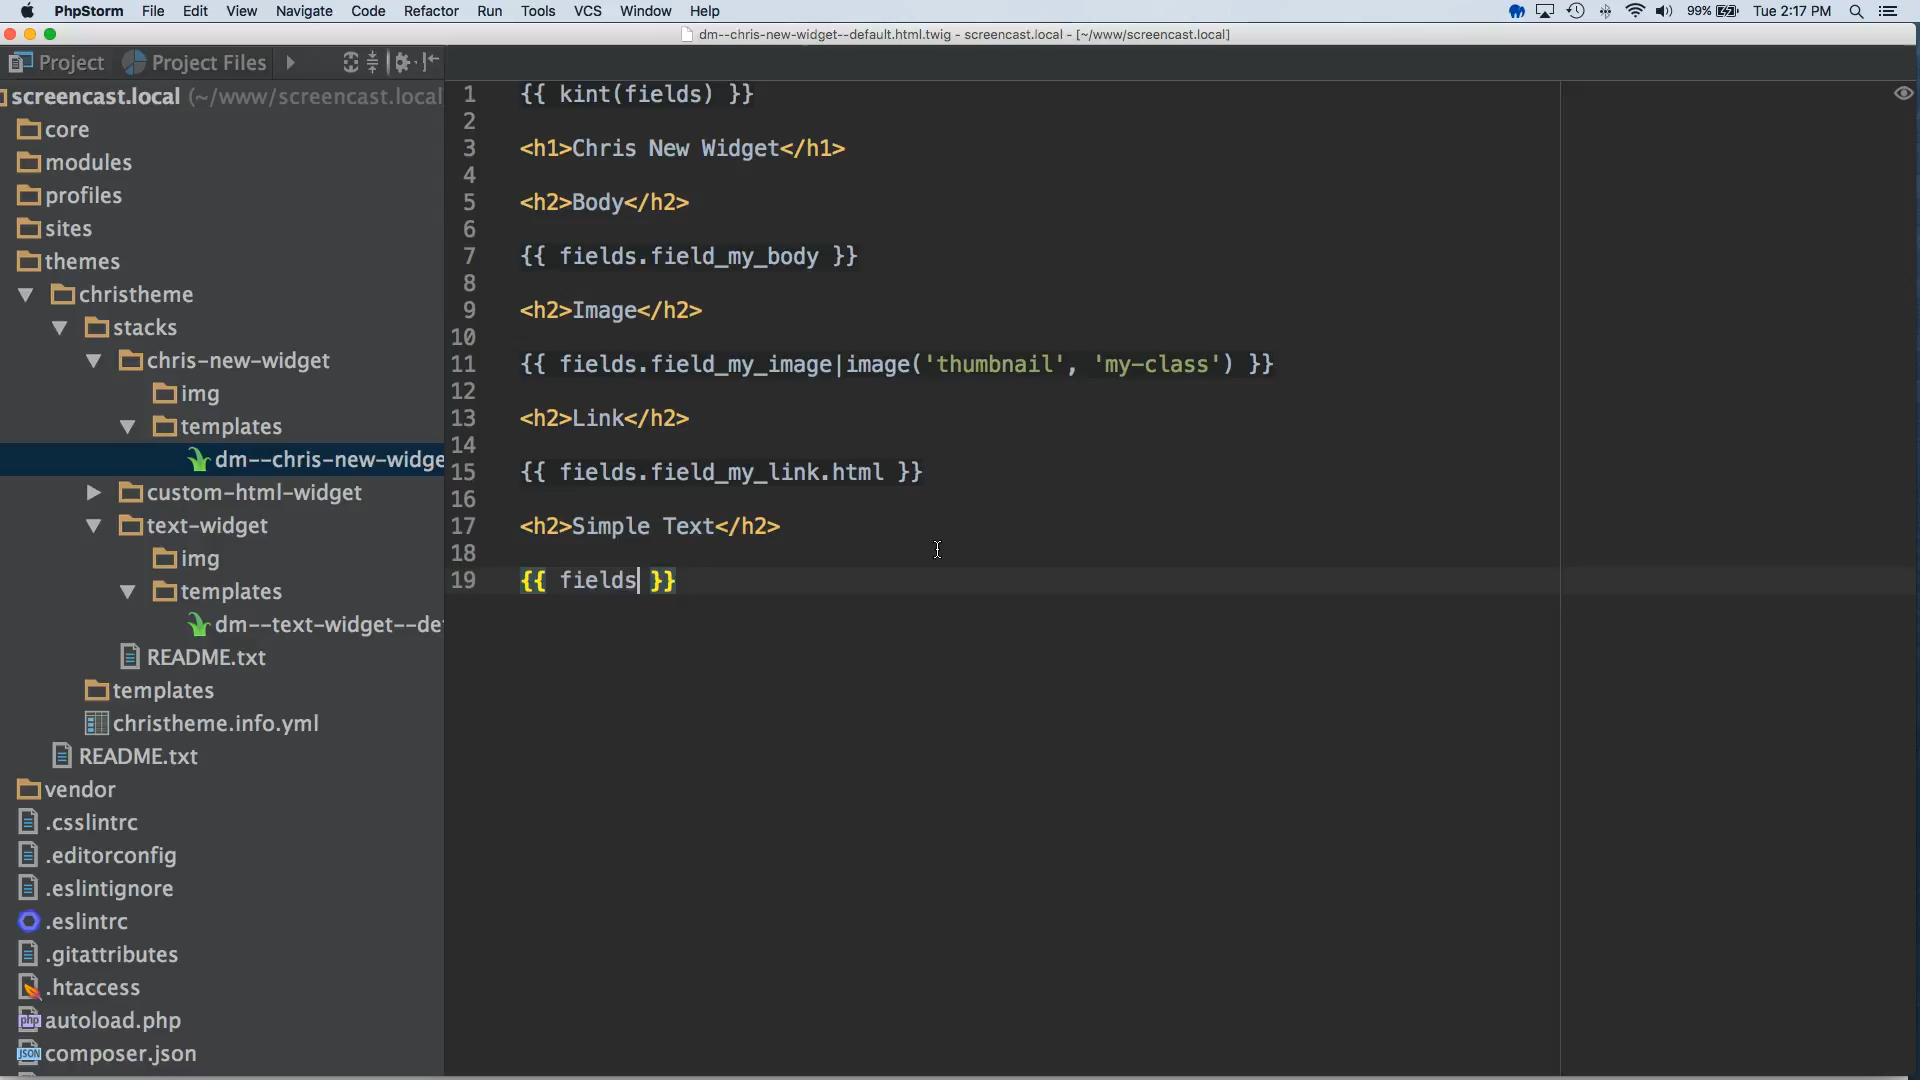 PhpStorm File Edit View Navigate Code Refactor Run Tools VCS Window Help 99% Tue 2:17 PM
dm--chris-new-widget--default.html.twig - screencast.local - [~/www/screencast.local]
Project Project Files
screencast.local (~/www/screencast.local
core
modules
profiles
sites
themes
christheme
stacks
chris-new-widget
img
templates
dm--chris-new-widge
custom-html-widget
text-widget
img
templates
dm--text-widget--de
README.txt
templates
christheme.info.yml
README.txt
vendor
.csslintrc
.editorconfig
.eslintignore
.eslintrc
.gitattributes
.htaccess
php autoload.php
JSON composer.json
1 {{ kint(fields) }}
2
3 <h1>Chris New Widget</h1>
4
5 <h2>Body</h2>
6
7 {{ fields.field_my_body }}
8
9 <h2>Image</h2>
10
11 {{ fields.field_my_image|image('thumbnail', 'my-class') }}
12
13 <h2>Link</h2>
14
15 {{ fields.field_my_link.html }}
16
17 <h2>Simple Text</h2>
18
19 {{ fields }}